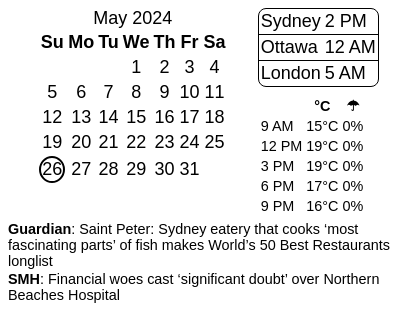 May 2024
Su Mo Tu We Th Fr Sa
1 2 3 4
5 6 7 8 9 10 11
12 13 14 15 16 17 18
19 20 21 22 23 24 25
26 27 28 29 30 31
Sydney 2 PM
Ottawa 12 AM
London 5 AM
°C ☂
9 AM 15°C 0%
12 PM 19°C 0%
3 PM 19°C 0%
6 PM 17°C 0%
9 PM 16°C 0%
Guardian: Saint Peter: Sydney eatery that cooks ‘most
fascinating parts’ of fish makes World’s 50 Best Restaurants
longlist
SMH: Financial woes cast ‘significant doubt’ over Northern
Beaches Hospital